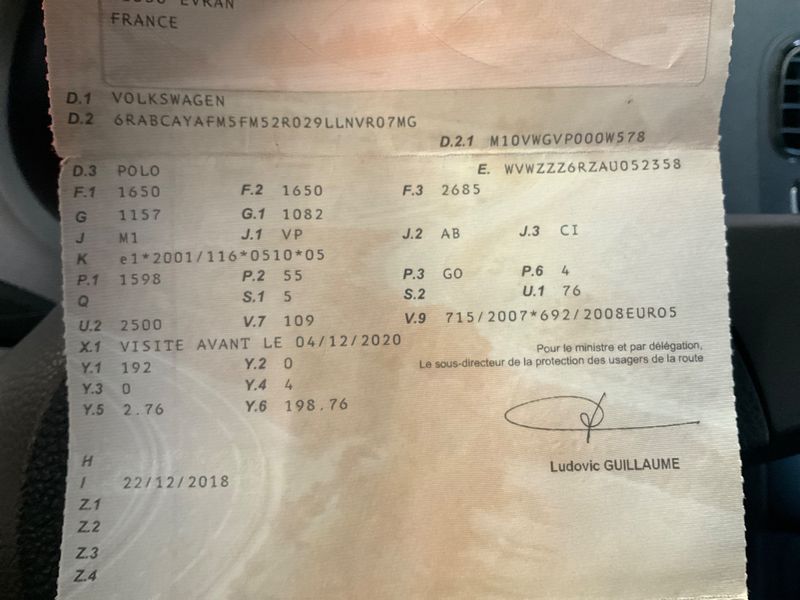 EVRAN
FRANCE
D.1 VOLKSWAGEN
D.2 6RABCAYAFM5FM52R029LLNVR07MG
D.2.1 M10VWGVP000W578
D.3 POLO E. WVWZZZ6RZAU052358
F.1 1650 F.2 1650 F.3 2685
G 1157 G.1 1082
J M1 J.1 VP J.2 AB J.3 CI
K e1*2001/116*0510*05
P.1 1598 P.2 55 P.3 GO P.6 4
Q S.1 5 S.2 U.1 76
U.2 2500 V.7 109 V.9 715/2007*692/2008EURO5
X.1 VISITE AVANT LE 04/12/2020
Pour le ministre et par délégation,
Y.1 192 Y.2 0 Le sous-directeur de la protection des usagers de la route
Y.3 0 Y.4 4
Y.5 2.76 Y.6 198.76
H
Ludovic GUILLAUME
I 22/12/2018
Z.1
Z.2
Z.3
Z.4